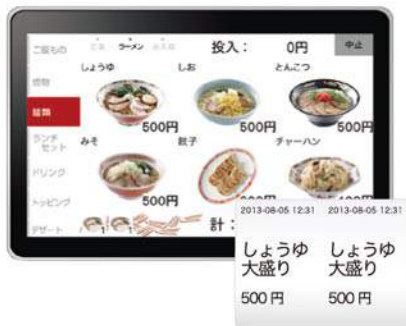 ご飯もの
ラーメン
投入： 0円
中止
しょうゆ しお とんこつ
麺類
500円 500円 500円
ランチ
セット
みそ 餃子 チャーハン
ドリンク
500円
トッピング
デザート
計：
2013-08-05 12:31 2013-08-05 12:31
しょうゆ しょうゆ
大盛り 大盛り
500円 500円